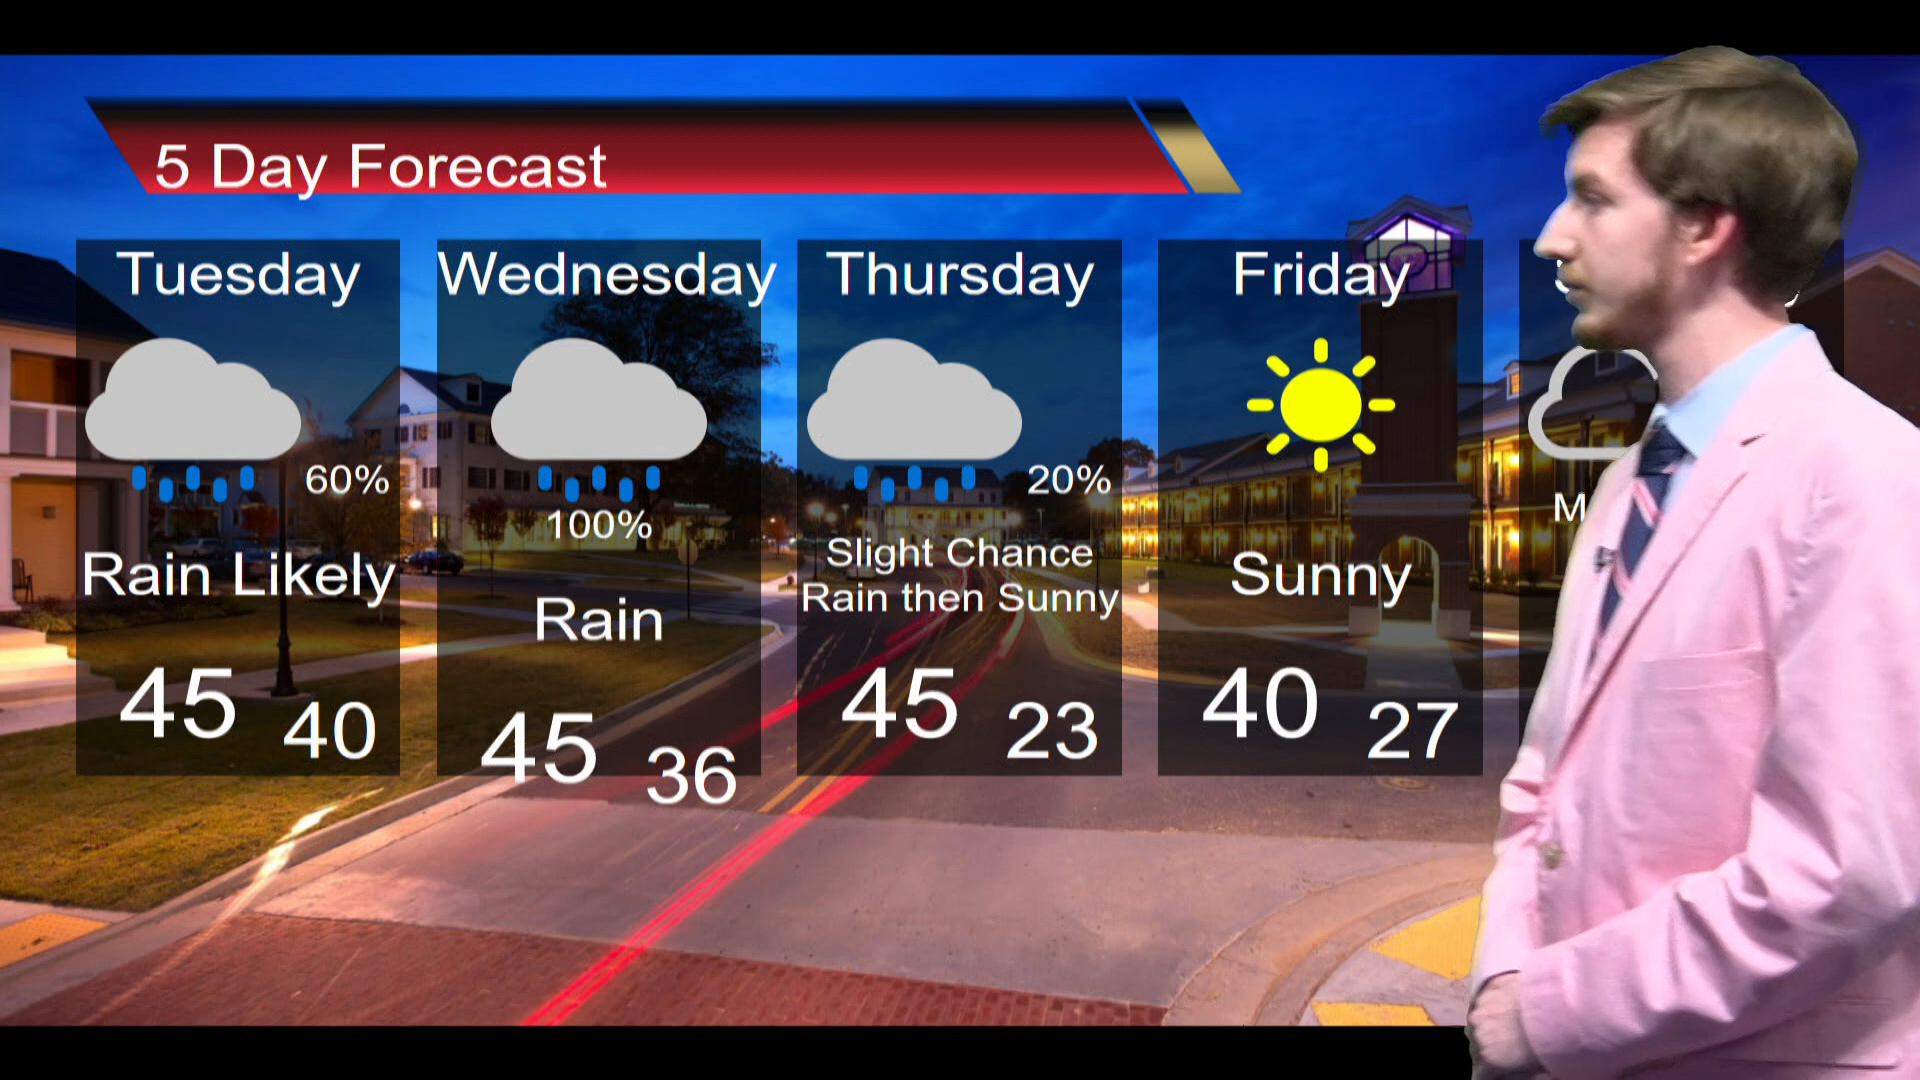 5 Day Forecast
Tuesday
60%
Rain Likely
45 40
Wednesday
100%
Rain
45 36
Thursday
20%
Slight Chance
Rain then Sunny
45 23
Friday
Sunny
40 27